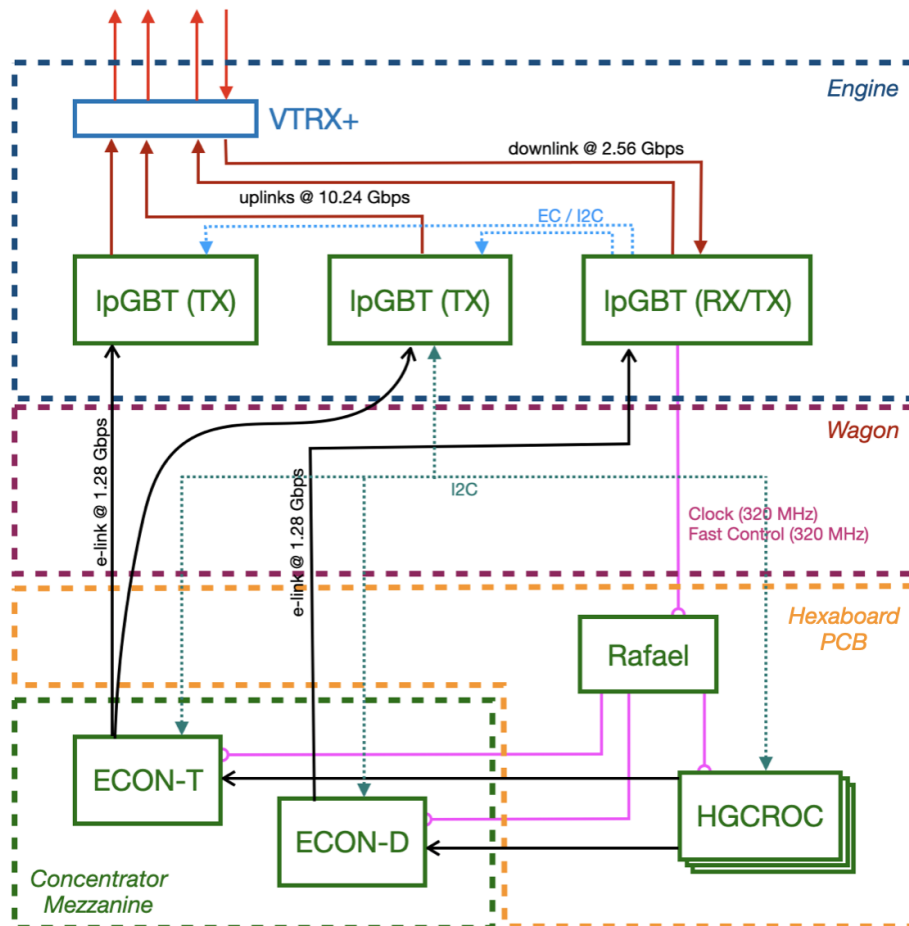 Engine
VTRX+
downlink @ 2.56 Gbps
uplinks @ 10.24 Gbps
EC / I2C
lpGBT (TX)
lpGBT (TX)
lpGBT (RX/TX)
Wagon
e-link @ 1.28 Gbps
e-link @ 1.28 Gbps
I2C
Clock (320 MHz)
Fast Control (320 MHz)
Hexaboard
PCB
Rafael
ECON-T
ECON-D
HGCROC
Concentrator
Mezzanine